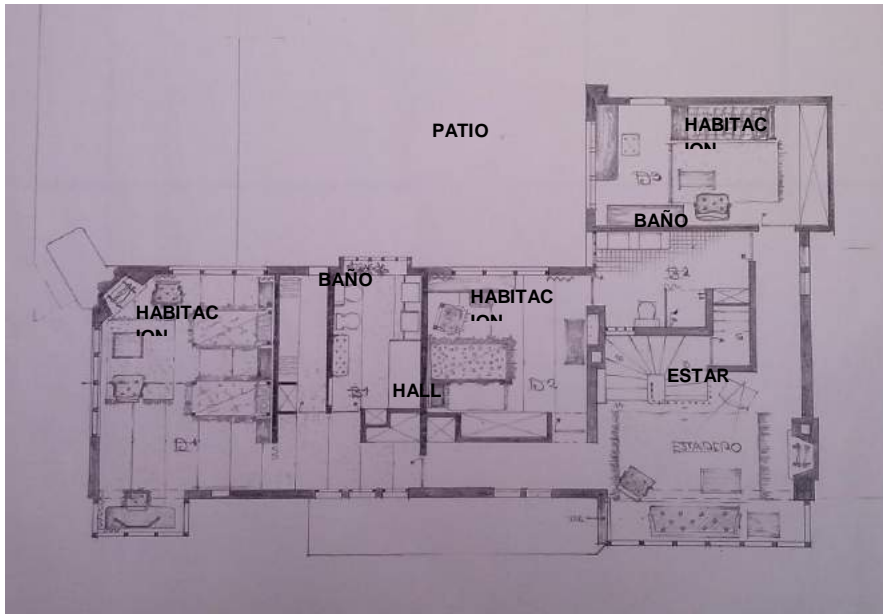 PATIO
HABITAC
ION
BAÑO
BAÑO
HABITAC
ION
HABITAC
ION
HALL
ESTAR
ESTADERO